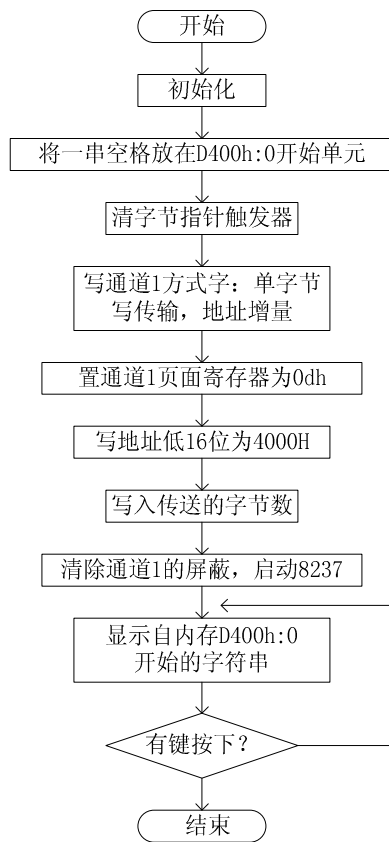 开始
初始化
将一串空格放在D400h:0开始单元
清字节指针触发器
写通道1方式字：单字节
写传输，地址增量
置通道1页面寄存器为0dh
写地址低16位为4000H
写入传送的字节数
清除通道1的屏蔽，启动8237
显示自内存D400h:0
开始的字符串
有键按下?
结束